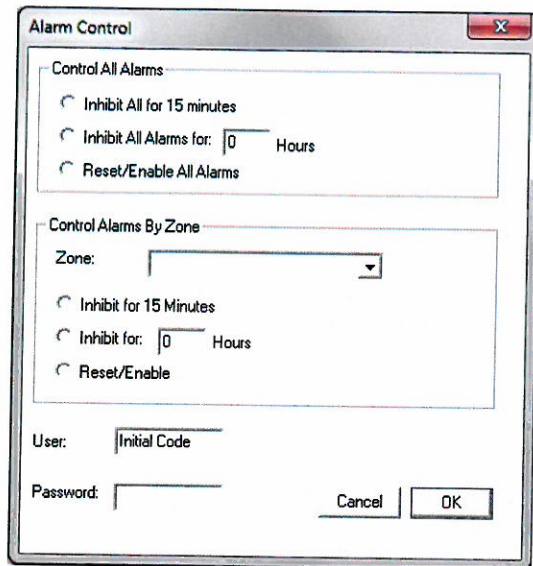 Alarm Control
X
Control All Alarms
Inhibit All for 15 minutes
Inhibit All Alarms for: 0 Hours
Reset/Enable All Alarms
Control Alarms By Zone
Zone:
Inhibit for 15 Minutes
Inhibit for: 0 Hours
Reset/Enable
User: Initial Code
Password:
Cancel OK